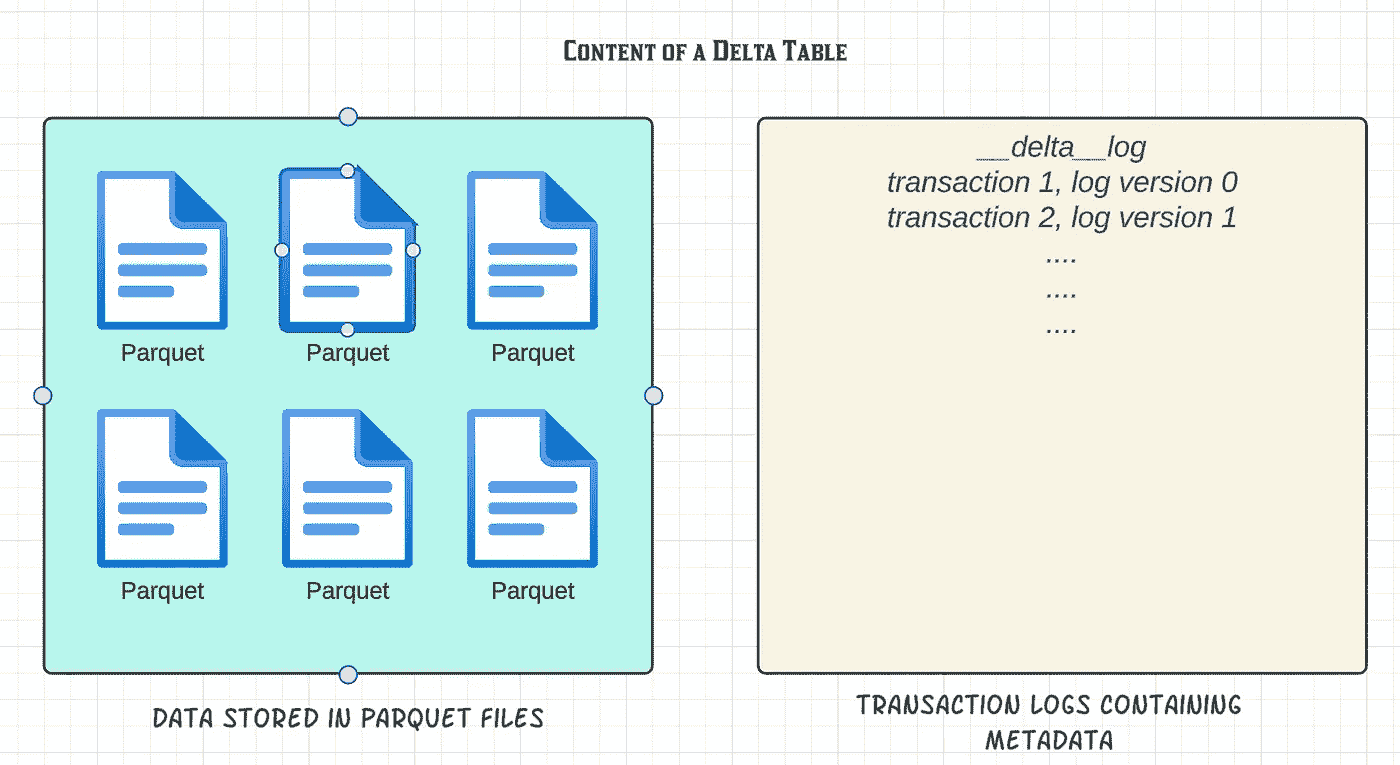 Content of a Delta Table
Parquet
Parquet
Parquet
Parquet
Parquet
Parquet
DATA STORED IN PARQUET FILES
__delta__log
transaction 1, log version 0
transaction 2, log version 1
....
....
....
TRANSACTION LOGS CONTAINING
METADATA